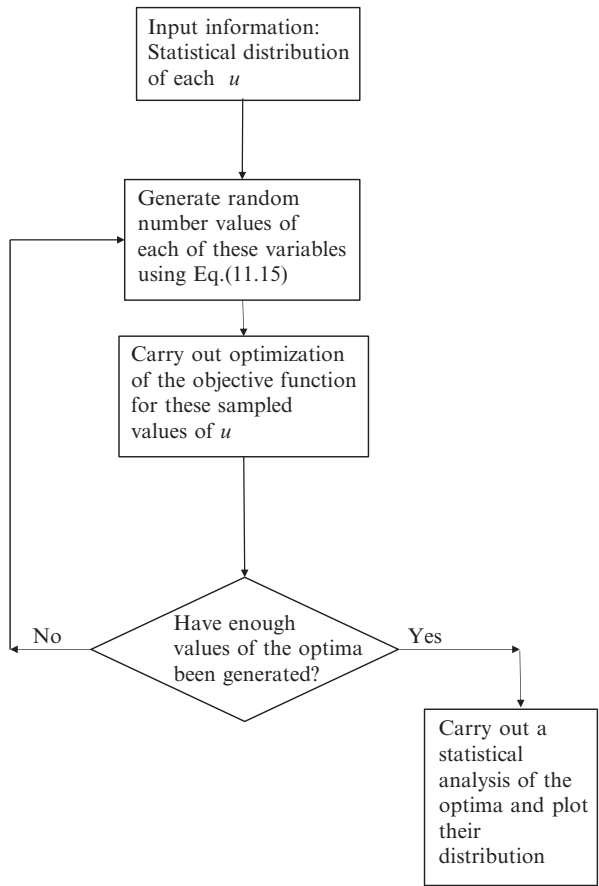 Input information:
Statistical distribution
of each u
Generate random
number values of
each of these variables
using Eq.(11.15)
Carry out optimization
of the objective function
for these sampled
values of u
Have enough
values of the optima
been generated?
No
Yes
Carry out a
statistical
analysis of the
optima and plot
their
distribution